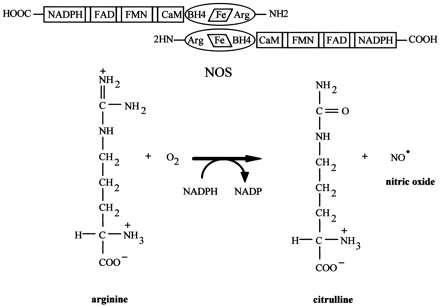 HOOC NADPH FAD FMN CaM BH4 Fe Arg NH2
2HN Arg Fe BH4 CaM FMN FAD NADPH COOH
NOS
+
NH2
C NH2
NH
CH2
CH2
CH2
H C NH3 +
COO−
arginine
+ O2
NADPH NADP
NH2
C = O
NH
CH2
CH2
CH2
H C NH3 +
COO−
citrulline
+ NO•
nitric oxide